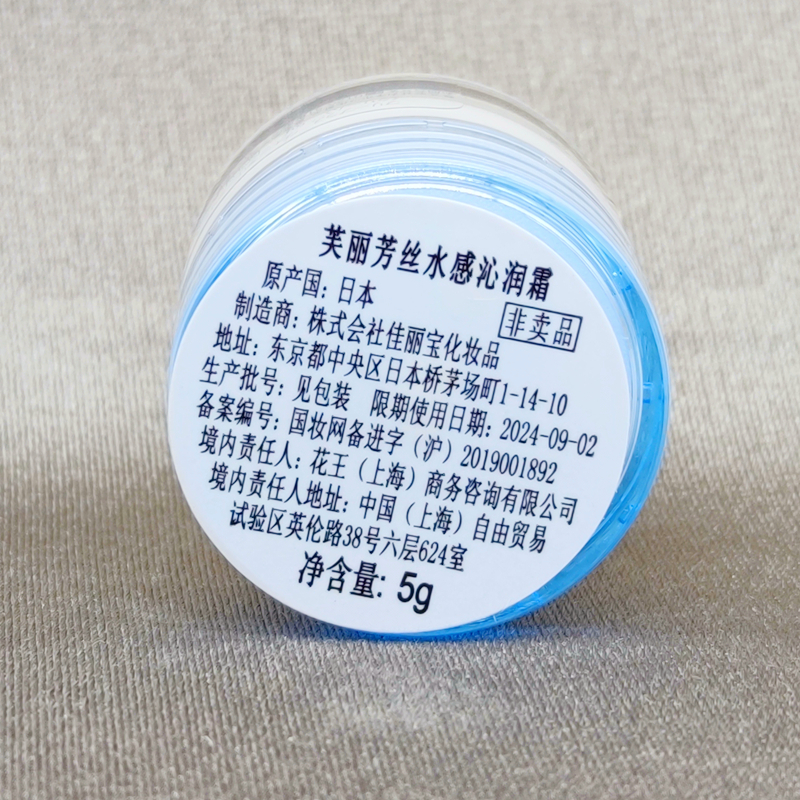 芙丽芳丝水感沁润霜
原产国: 日本
非卖品
制造商: 株式会社佳丽宝化妆品
地址: 东京都中央区日本桥茅场町1-14-10
生产批号: 见包装 限期使用日期: 2024-09-02
备案编号: 国妆网备进字（沪）2019001892
境内责任人: 花王（上海）商务咨询有限公司
境内责任人地址: 中国（上海）自由贸易
试验区英伦路38号六层624室
净含量: 5g